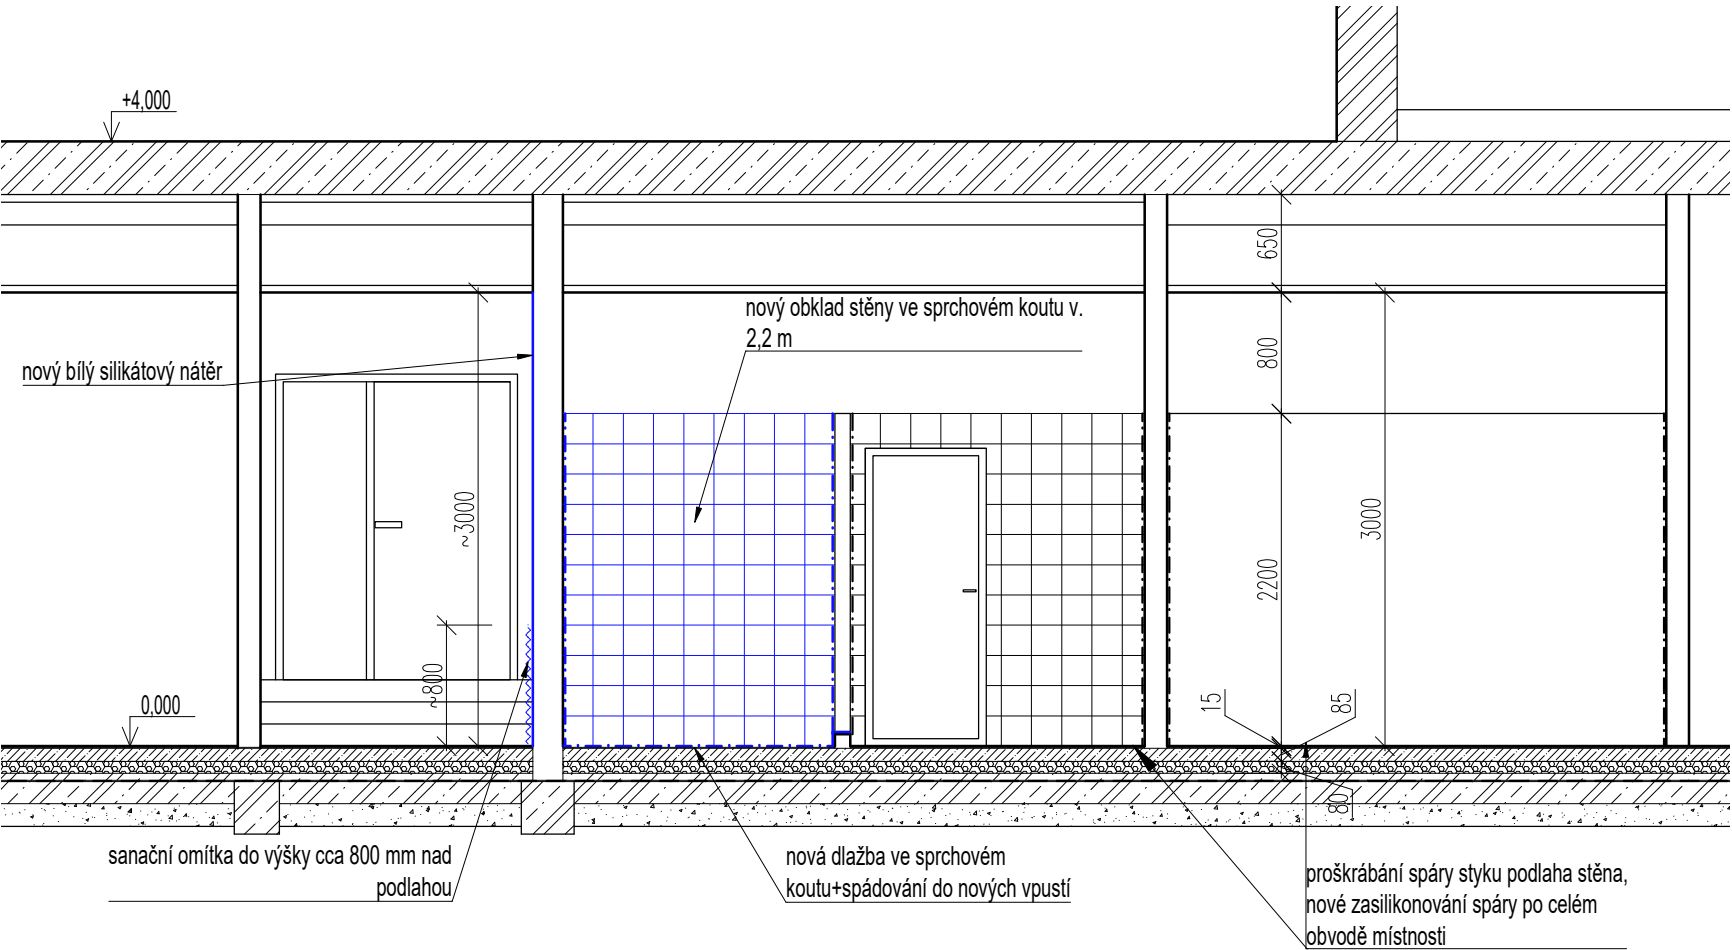 +4,000
650
nový obklad stěny ve sprchovém koutu v.
2,2 m
800
nový bílý silikátový nátěr
~3000
3000
2200
~800
15
85
0,000
80
sanační omítka do výšky cca 800 mm nad
podlahou
nová dlažba ve sprchovém
koutu+spádování do nových vpustí
proškrábání spáry styku podlaha stěna,
nové zasilikonování spáry po celém
obvodě místnosti